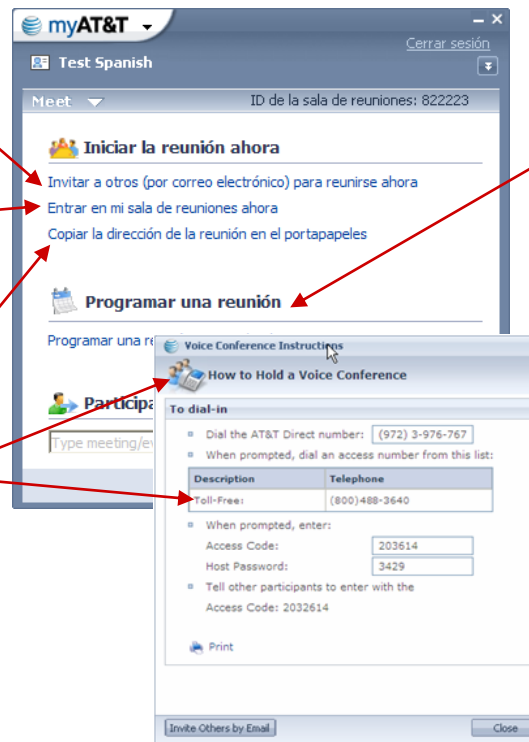 myAT&T
Cerrar sesión
Test Spanish
Meet
ID de la sala de reuniones: 822223
Iniciar la reunión ahora
Invitar a otros (por correo electrónico) para reunirse ahora
Entrar en mi sala de reuniones ahora
Copiar la dirección de la reunión en el portapapeles
Programar una reunión
Programar una re
Participa
Type meeting/e
Voice Conference Instructions
How to Hold a Voice Conference
To dial-in
Dial the AT&T Direct number: (972) 3-976-767
When prompted, dial an access number from this list:
Description Telephone
Toll-Free: (800)488-3640
When prompted, enter:
Access Code: 203614
Host Password: 3429
Tell other participants to enter with the
Access Code: 2032614
Print
Invite Others by Email Close